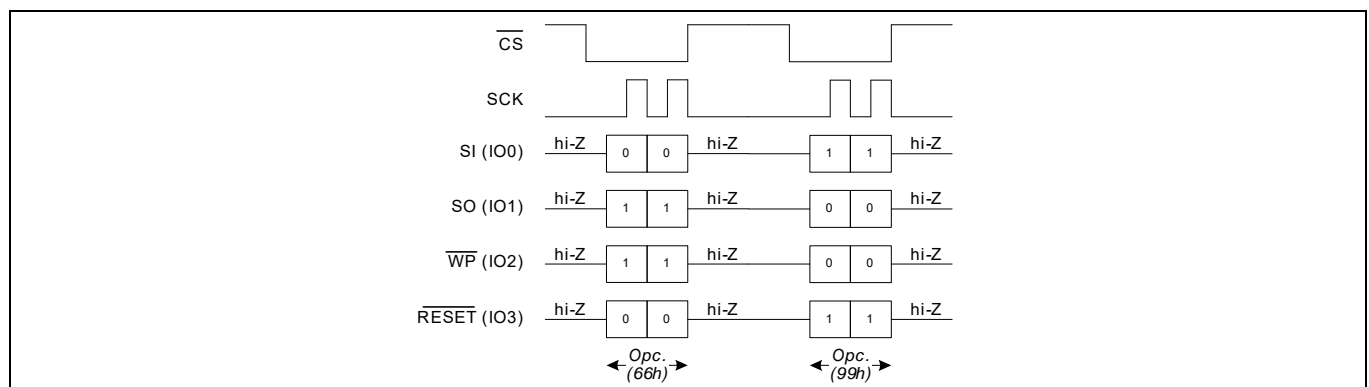 CS
SCK
SI (IO0) hi-Z 0 0 hi-Z 1 1 hi-Z
SO (IO1) hi-Z 1 1 hi-Z 0 0 hi-Z
WP (IO2) hi-Z 1 1 hi-Z 0 0 hi-Z
RESET (IO3) hi-Z 0 0 hi-Z 1 1 hi-Z
Opc. Opc.
(66h) (99h)